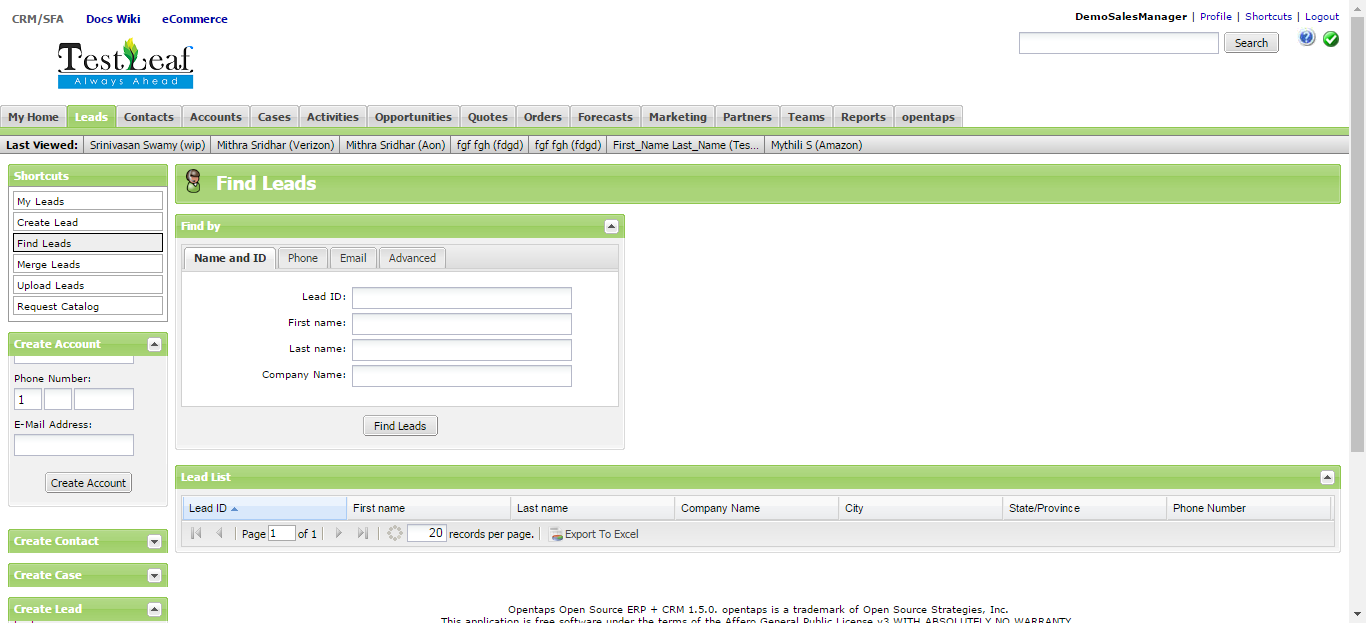 CRM/SFA Docs Wiki eCommerce
DemoSalesManager | Profile | Shortcuts | Logout
TestLeaf
Always Ahead
Search
My Home Leads Contacts Accounts Cases Activities Opportunities Quotes Orders Forecasts Marketing Partners Teams Reports opentaps
Last Viewed: Srinivasan Swamy (wip) Mithra Sridhar (Verizon) Mithra Sridhar (Aon) fgf fgh (fdgd) fgf fgh (fdgd) First_Name Last_Name (Tes... Mythili S (Amazon)
Shortcuts
My Leads
Create Lead
Find Leads
Merge Leads
Upload Leads
Request Catalog
Create Account
Phone Number:
1
E-Mail Address:
Create Account
Create Contact
Create Case
Create Lead
Find Leads
Find by
Name and ID Phone Email Advanced
Lead ID:
First name:
Last name:
Company Name:
Find Leads
Lead List
Lead ID First name Last name Company Name City State/Province Phone Number
Page 1 of 1 20 records per page. Export To Excel
Opentaps Open Source ERP + CRM 1.5.0. opentaps is a trademark of Open Source Strategies, Inc.
This application is free software under the terms of the Affero General Public License v3 WITH ABSOLUTELY NO WARRANTY